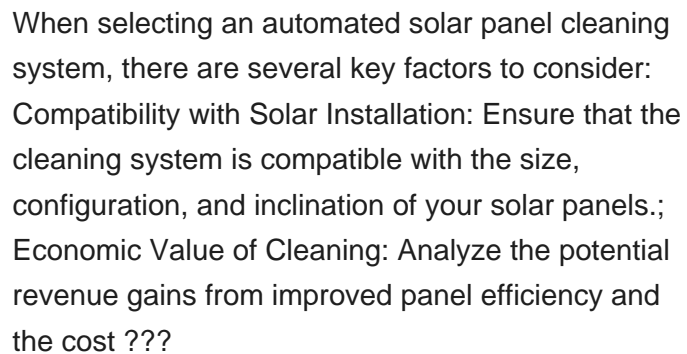 When selecting an automated solar panel cleaning
system, there are several key factors to consider:
Compatibility with Solar Installation: Ensure that the
cleaning system is compatible with the size,
configuration, and inclination of your solar panels.;
Economic Value of Cleaning: Analyze the potential
revenue gains from improved panel efficiency and
the cost ???